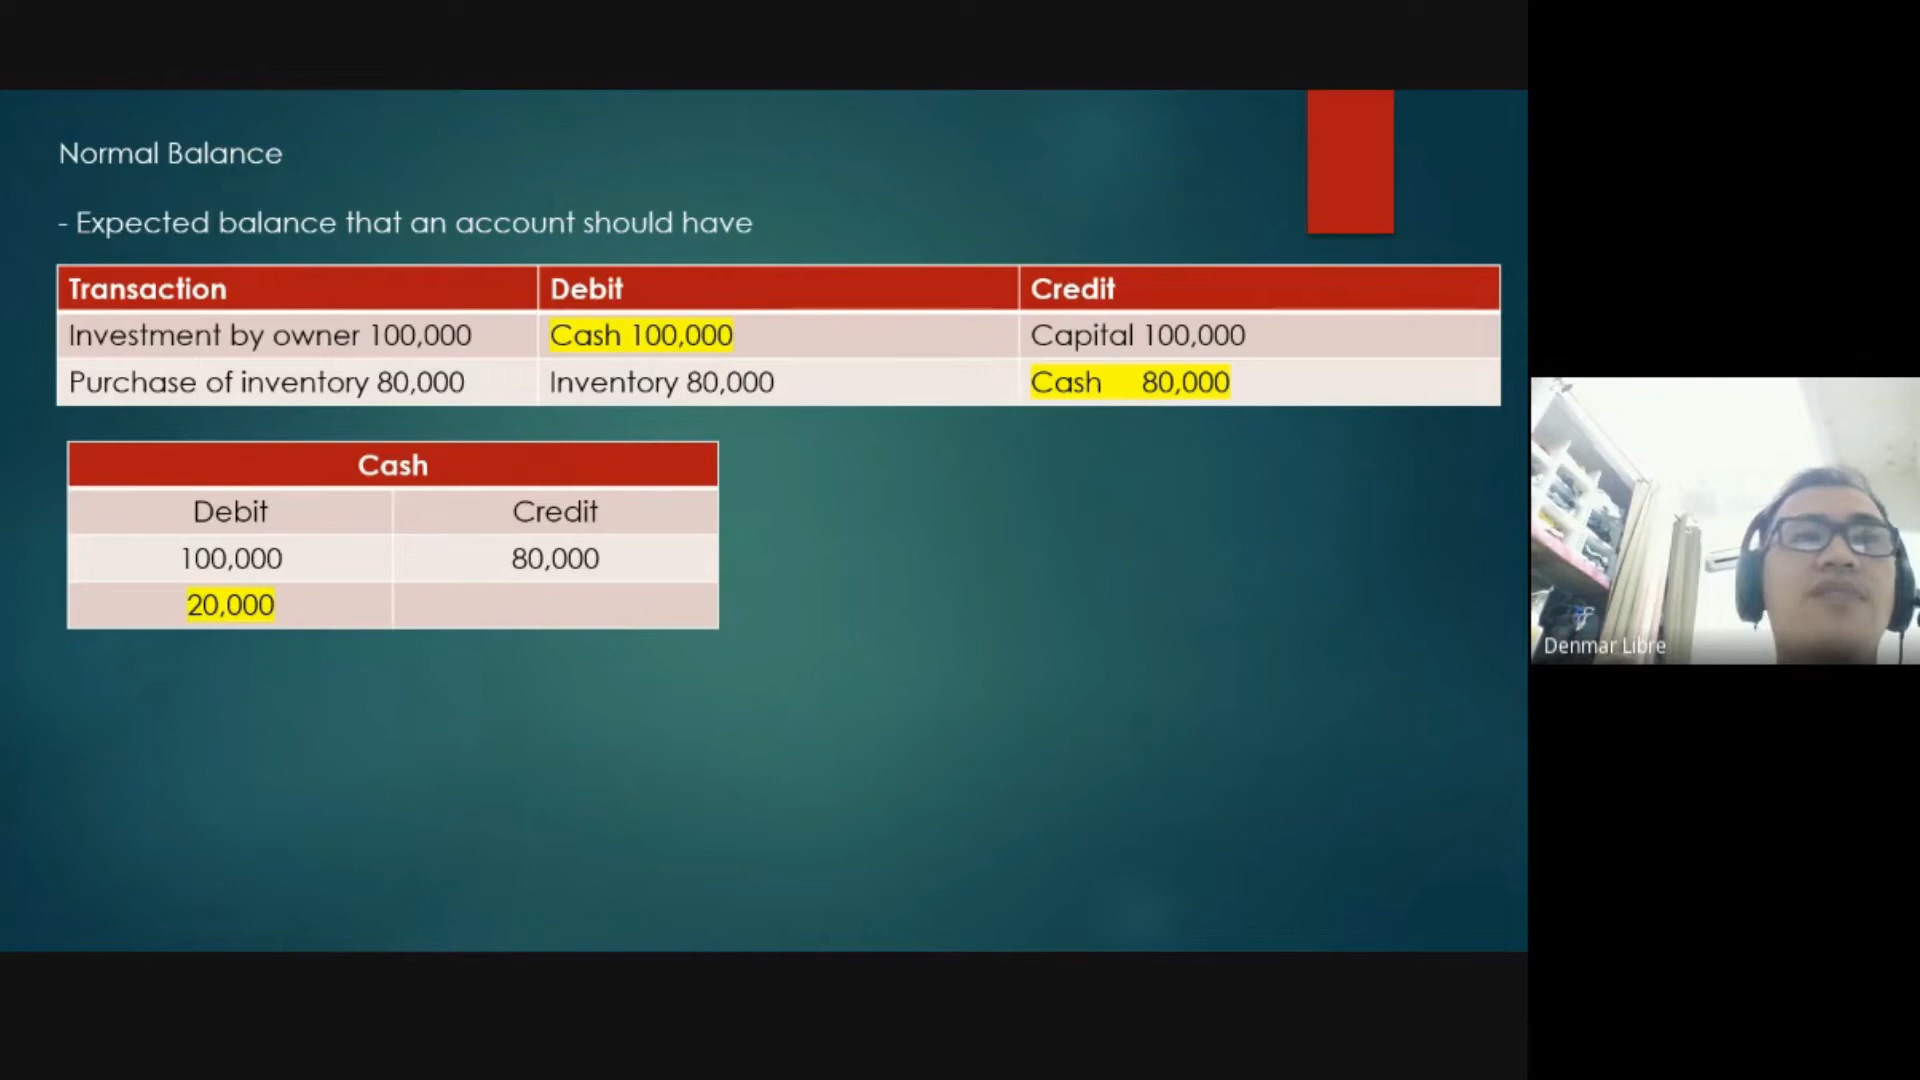 Normal Balance
- Expected balance that an account should have
Transaction Debit Credit
Investment by owner 100,000 Cash 100,000 Capital 100,000
Purchase of inventory 80,000 Inventory 80,000 Cash 80,000
Cash
Debit Credit
100,000 80,000
20,000
Denmar Libre